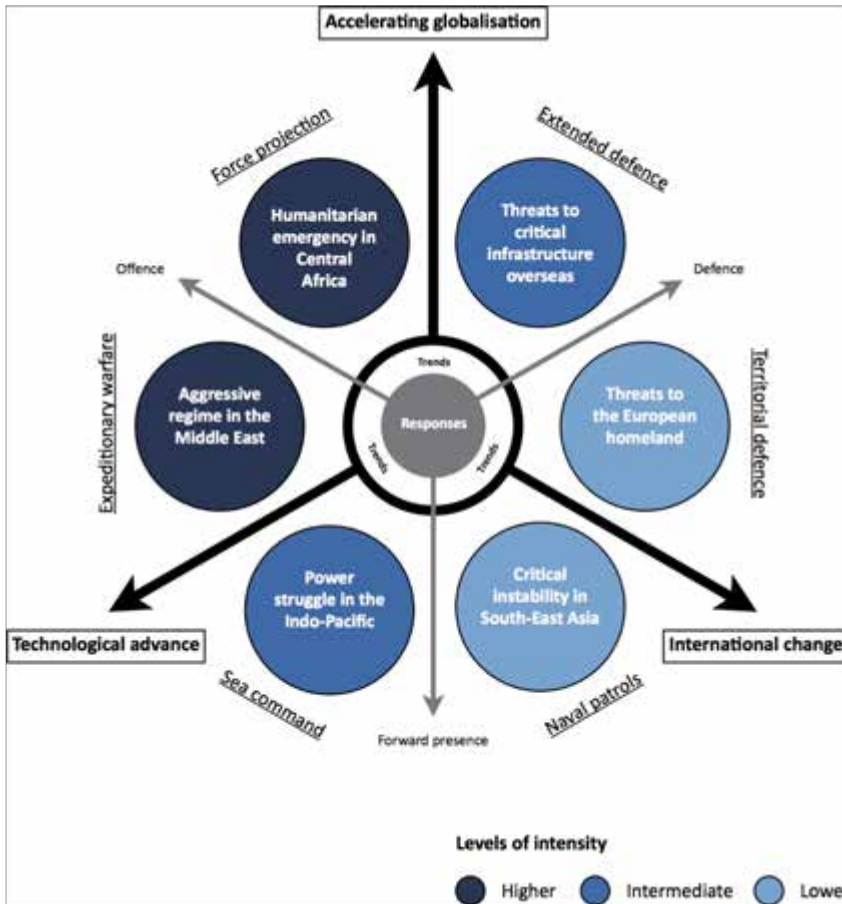 Accelerating globalisation
Force projection
Extended defence
Humanitarian
emergency in
Central
Africa
Threats to
critical
infrastructure
overseas
Offence
Defence
Expeditionary warfare
Aggressive
regime in the
Middle East
Trends
Responses
Trends
Trends
Threats to
the European
homeland
Territorial defence
Power
struggle in the
Indo-Pacific
Critical
instability in
South-East Asia
Technological advance
International change
Sea command
Naval patrols
Forward presence
Levels of intensity
Higher
Intermediate
Lowe